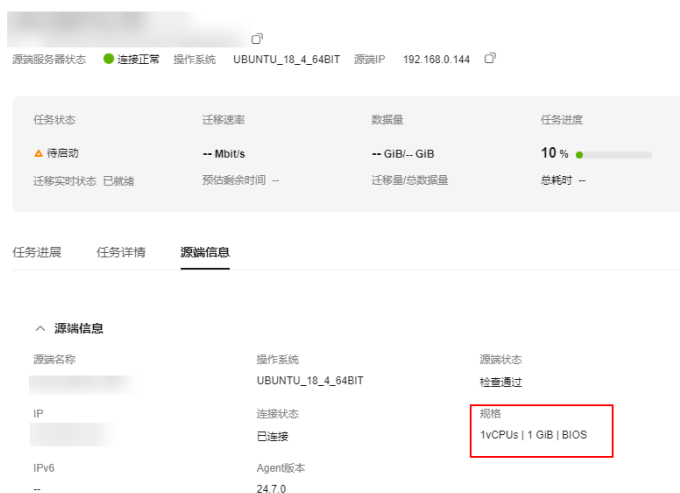 源端服务器状态 连接正常 操作系统 UBUNTU_18_4_64BIT 源端IP 192.168.0.144
任务状态 迁移速率 数据量 任务进度
待启动 -- Mbit/s -- GiB/-- GiB 10 %
迁移实时状态 已就绪 预估剩余时间 -- 迁移量/总数据量 总耗时 --
任务进展 任务详情 源端信息
源端信息
源端名称 操作系统 源端状态
UBUNTU_18_4_64BIT 检查通过
IP 连接状态 规格
已连接 1vCPUs | 1 GiB | BIOS
IPv6 Agent版本
-- 24.7.0